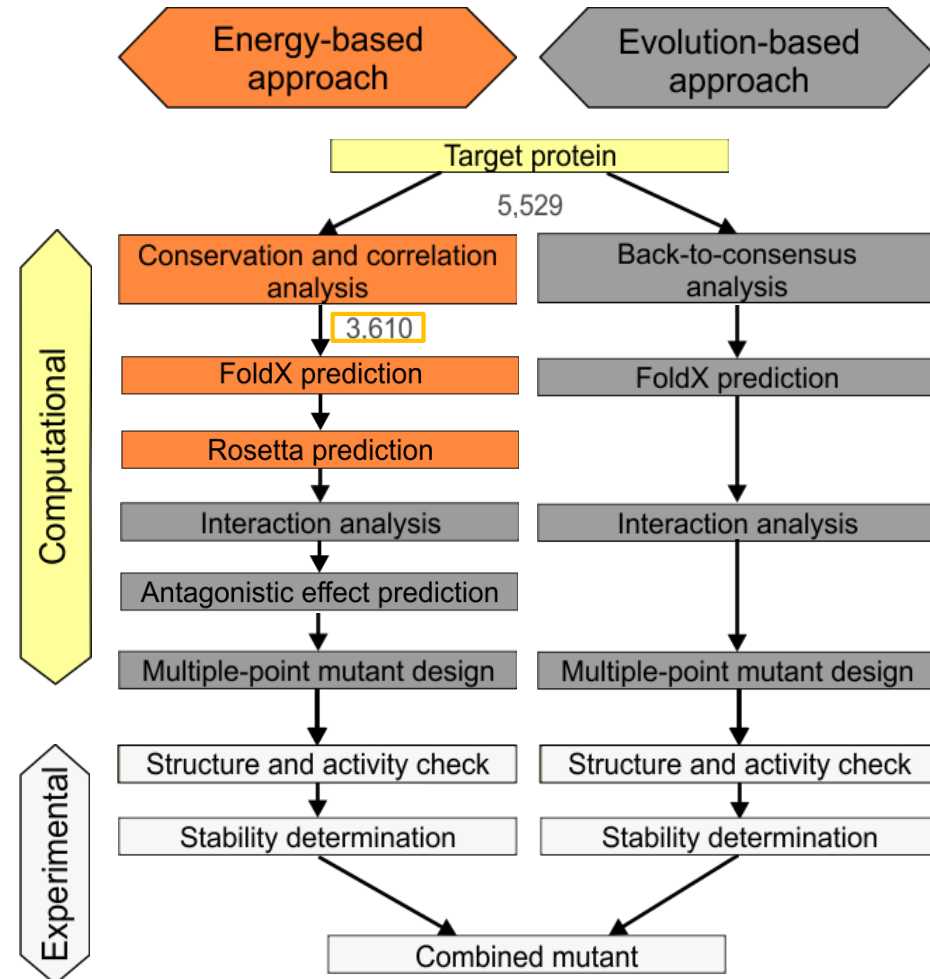 Energy-based
approach
Evolution-based
approach
Target protein
5,529
Conservation and correlation
analysis
Back-to-consensus
analysis
3,610
FoldX prediction
FoldX prediction
Rosetta prediction
Interaction analysis
Interaction analysis
Antagonistic effect prediction
Multiple-point mutant design
Multiple-point mutant design
Computational
Structure and activity check
Structure and activity check
Stability determination
Stability determination
Experimental
Combined mutant